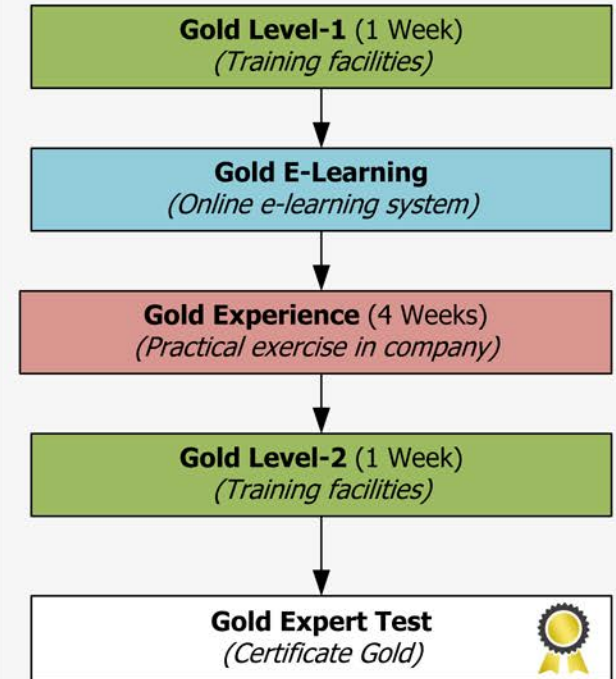 Gold Level-1 (1 Week)
(Training facilities)
Gold E-Learning
(Online e-learning system)
Gold Experience (4 Weeks)
(Practical exercise in company)
Gold Level-2 (1 Week)
(Training facilities)
Gold Expert Test
(Certificate Gold)